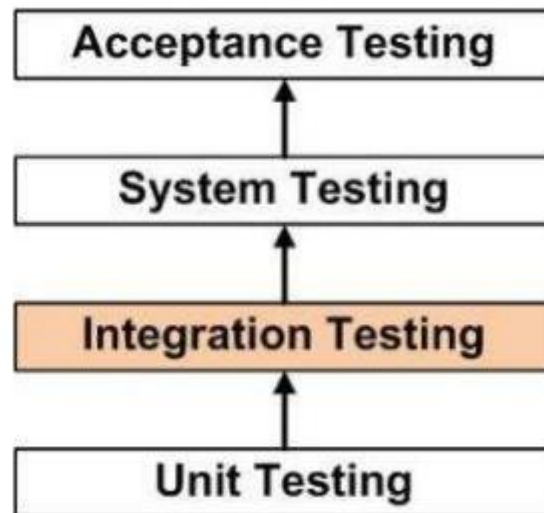 Acceptance Testing
System Testing
Integration Testing
Unit Testing